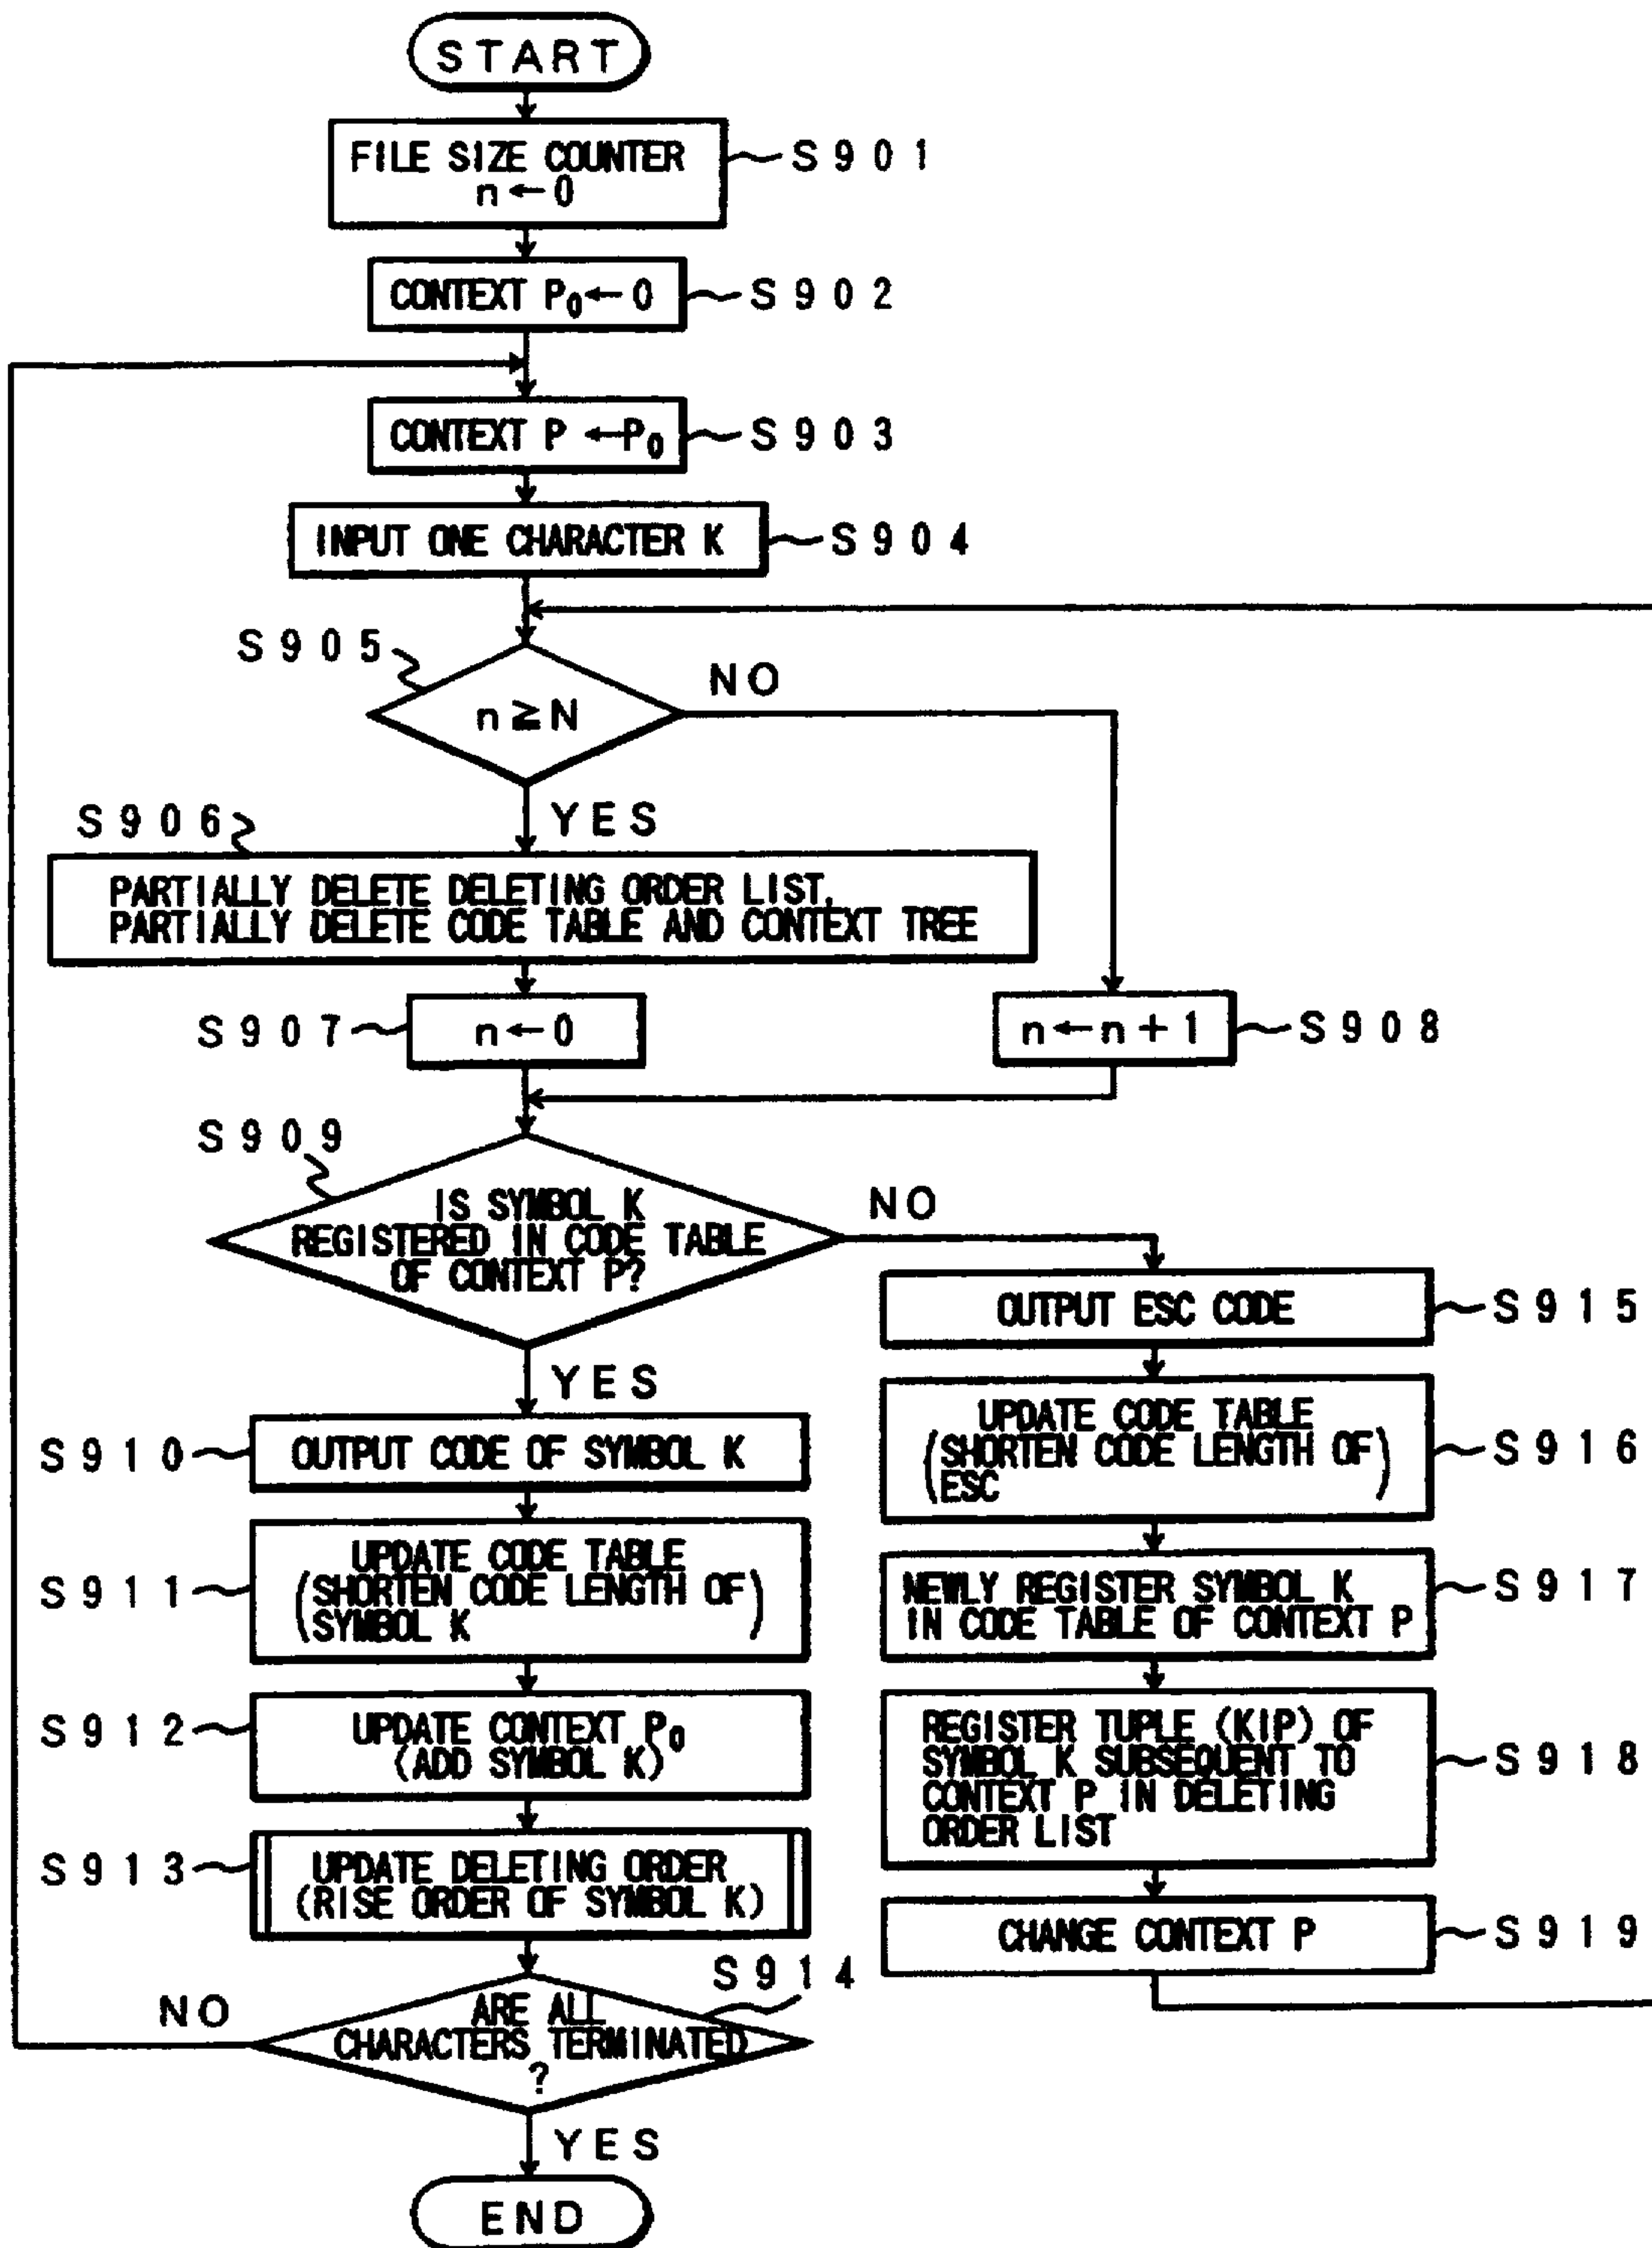 START
FILE SIZE COUNTER
n←0
S901
CONTEXT P₀←0
S902
CONTEXT P ←P₀
S903
INPUT ONE CHARACTER K
S904
S905
n≧N
NO
YES
S906
PARTIALLY DELETE DELETING ORDER LIST,
PARTIALLY DELETE CODE TABLE AND CONTEXT TREE
S907
n←0
n←n+1
S908
S909
IS SYMBOL K
REGISTERED IN CODE TABLE
OF CONTEXT P?
NO
YES
S910
OUTPUT CODE OF SYMBOL K
S911
UPDATE CODE TABLE
(SHORTEN CODE LENGTH OF
SYMBOL K)
S912
UPDATE CONTEXT P₀
(ADD SYMBOL K)
S913
UPDATE DELETING ORDER
(RISE ORDER OF SYMBOL K)
S914
ARE ALL
CHARACTERS TERMINATED
?
NO
YES
END
OUTPUT ESC CODE
S915
UPDATE CODE TABLE
(SHORTEN CODE LENGTH OF
ESC)
S916
NEWLY REGISTER SYMBOL K
IN CODE TABLE OF CONTEXT P
S917
REGISTER TUPLE (KIP) OF
SYMBOL K SUBSEQUENT TO
CONTEXT P IN DELETING
ORDER LIST
S918
CHANGE CONTEXT P
S919